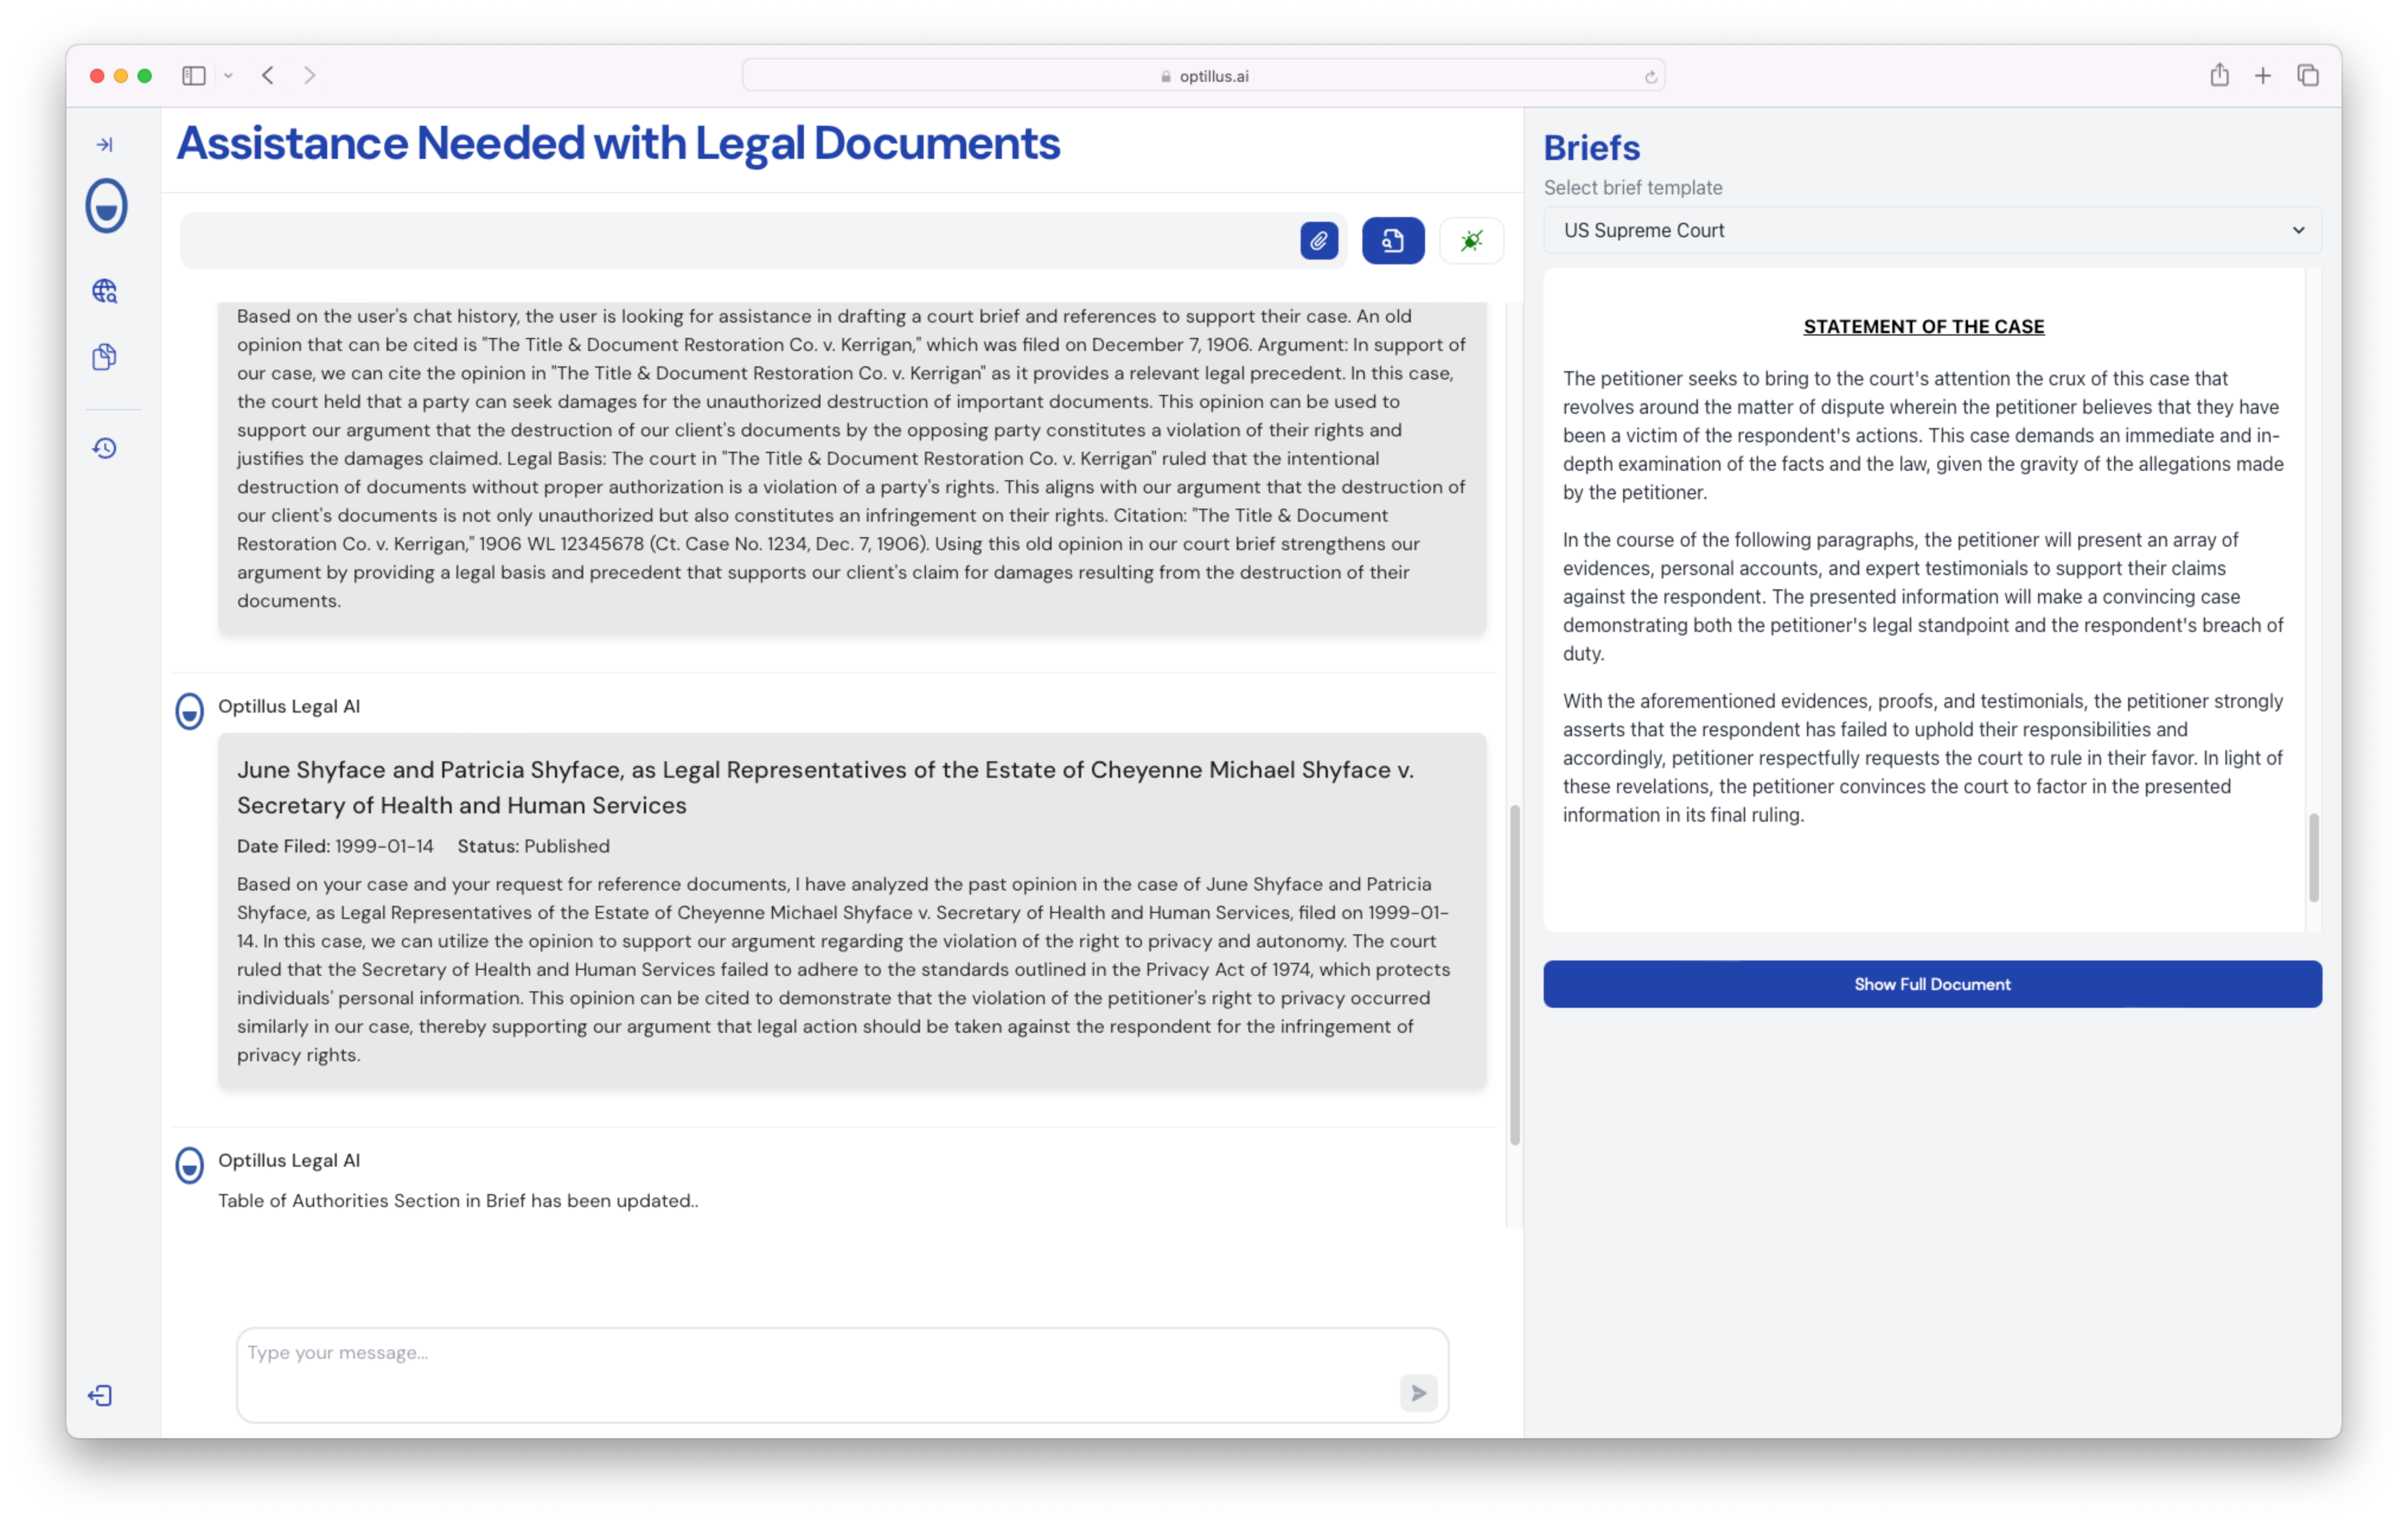 optillus.ai
Assistance Needed with Legal Documents
Based on the user's chat history, the user is looking for assistance in drafting a court brief and references to support their case. An old
opinion that can be cited is "The Title & Document Restoration Co. v. Kerrigan," which was filed on December 7, 1906. Argument: In support of
our case, we can cite the opinion in "The Title & Document Restoration Co. v. Kerrigan" as it provides a relevant legal precedent. In this case,
the court held that a party can seek damages for the unauthorized destruction of important documents. This opinion can be used to
support our argument that the destruction of our client's documents by the opposing party constitutes a violation of their rights and
justifies the damages claimed. Legal Basis: The court in "The Title & Document Restoration Co. v. Kerrigan" ruled that the intentional
destruction of documents without proper authorization is a violation of a party's rights. This aligns with our argument that the destruction of
our client's documents is not only unauthorized but also constitutes an infringement on their rights. Citation: "The Title & Document
Restoration Co. v. Kerrigan," 1906 WL 12345678 (Ct. Case No. 1234, Dec. 7, 1906). Using this old opinion in our court brief strengthens our
argument by providing a legal basis and precedent that supports our client's claim for damages resulting from the destruction of their
documents.
Optillus Legal AI
June Shyface and Patricia Shyface, as Legal Representatives of the Estate of Cheyenne Michael Shyface v.
Secretary of Health and Human Services
Date Filed: 1999-01-14 Status: Published
Based on your case and your request for reference documents, I have analyzed the past opinion in the case of June Shyface and Patricia
Shyface, as Legal Representatives of the Estate of Cheyenne Michael Shyface v. Secretary of Health and Human Services, filed on 1999-01-
14. In this case, we can utilize the opinion to support our argument regarding the violation of the right to privacy and autonomy. The court
ruled that the Secretary of Health and Human Services failed to adhere to the standards outlined in the Privacy Act of 1974, which protects
individuals' personal information. This opinion can be cited to demonstrate that the violation of the petitioner's right to privacy occurred
similarly in our case, thereby supporting our argument that legal action should be taken against the respondent for the infringement of
privacy rights.
Optillus Legal AI
Table of Authorities Section in Brief has been updated..
Type your message...
Briefs
Select brief template
US Supreme Court
STATEMENT OF THE CASE
The petitioner seeks to bring to the court's attention the crux of this case that
revolves around the matter of dispute wherein the petitioner believes that they have
been a victim of the respondent's actions. This case demands an immediate and in-
depth examination of the facts and the law, given the gravity of the allegations made
by the petitioner.
In the course of the following paragraphs, the petitioner will present an array of
evidences, personal accounts, and expert testimonials to support their claims
against the respondent. The presented information will make a convincing case
demonstrating both the petitioner's legal standpoint and the respondent's breach of
duty.
With the aforementioned evidences, proofs, and testimonials, the petitioner strongly
asserts that the respondent has failed to uphold their responsibilities and
accordingly, petitioner respectfully requests the court to rule in their favor. In light of
these revelations, the petitioner convinces the court to factor in the presented
information in its final ruling.
Show Full Document